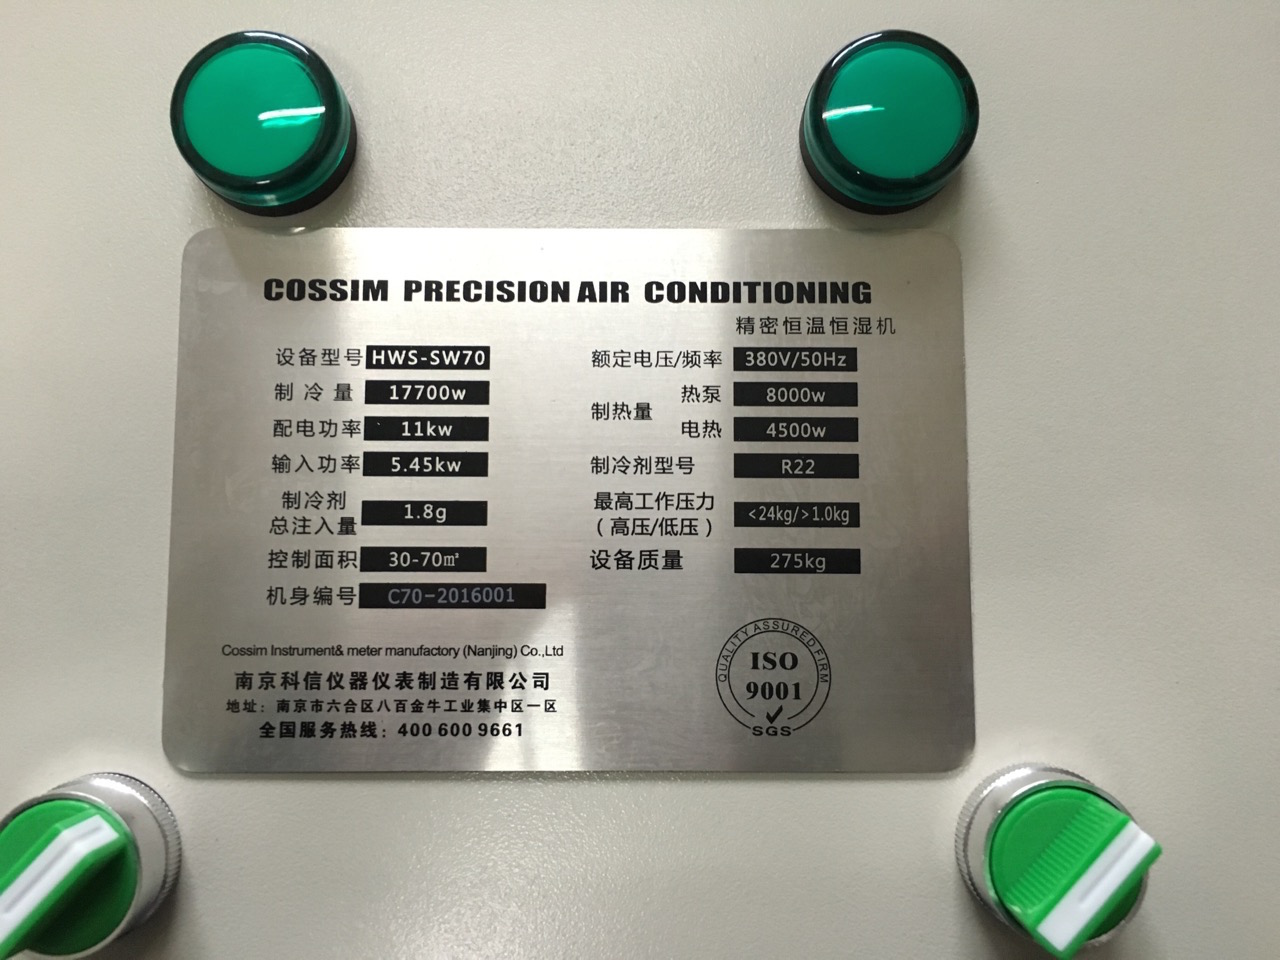 COSSIM PRECISION AIR CONDITIONING
精密恒温恒湿机
设备型号 HWS-SW70
额定电压/频率 380V/50Hz
制冷量 17700w
制热量
热泵 8000w
配电功率 11kw
电热 4500w
输入功率 5.45kw
制冷剂型号 R22
制冷剂
总注入量 1.8g
最高工作压力
（高压/低压） <24kg/>1.0kg
控制面积 30-70㎡
设备质量 275kg
机身编号 C70-2016001
Cossim Instrument& meter manufactory (Nanjing) Co.,Ltd
南京科信仪器仪表制造有限公司
地址：南京市六合区八百金牛工业集中区一区
全国服务热线：400 600 9661
QUALITY ASSURED FIRM
ISO
9001
SGS